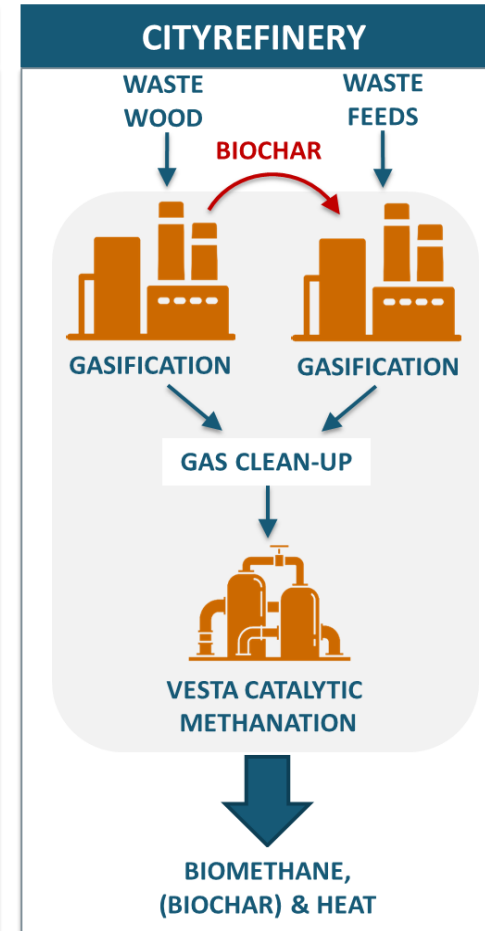 CITYREFINERY
WASTE
WOOD
WASTE
FEEDS
BIOCHAR
GASIFICATION
GASIFICATION
GAS CLEAN-UP
VESTA CATALYTIC
METHANATION
BIOMETHANE,
(BIOCHAR) & HEAT